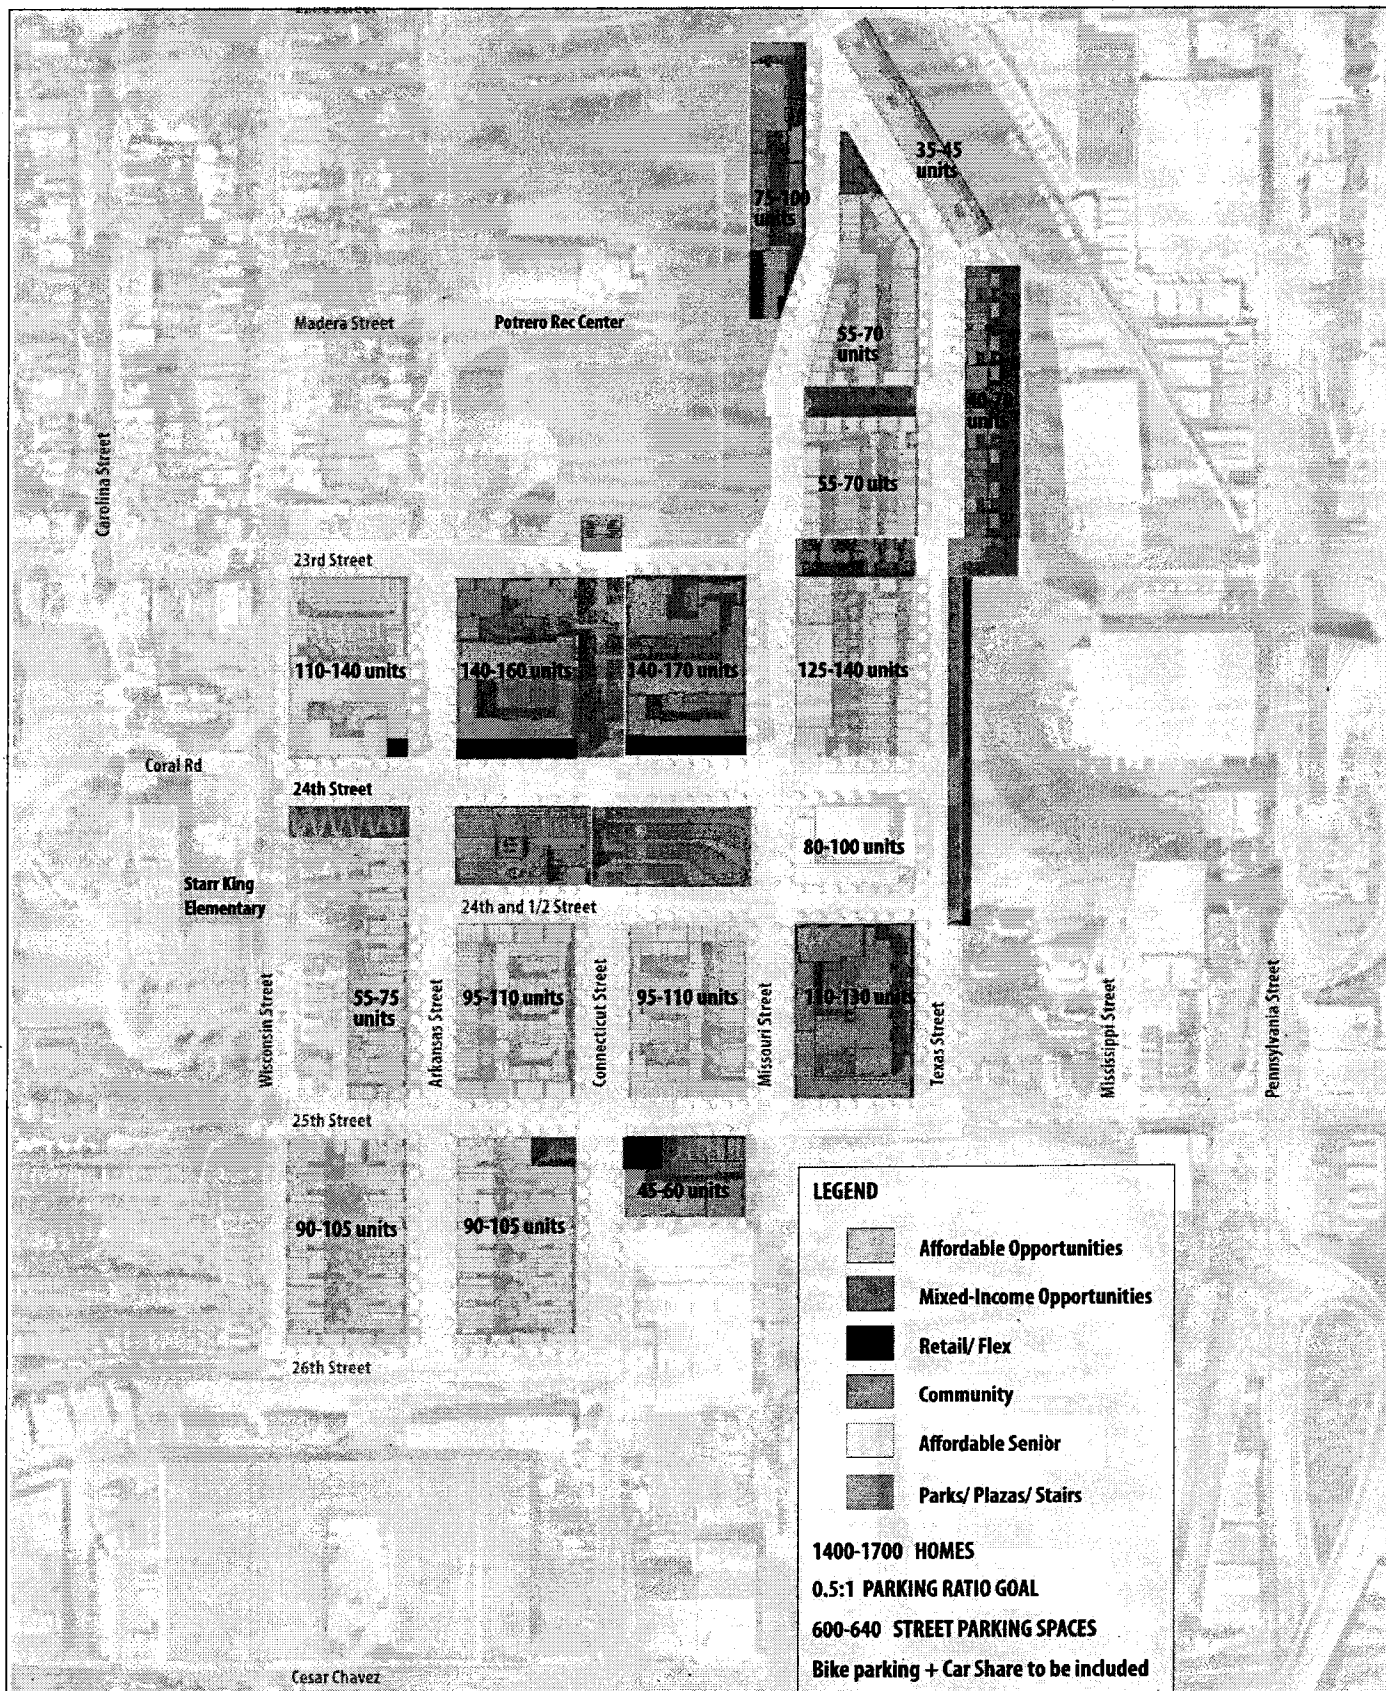 35-45
units
75-100
units
Madera Street
Potrero Rec Center
55-70
units
units
Carolina Street
55-70 uits
23rd Street
110-140 units
140-160 units
140-170 units
125-140 units
Coral Rd
24th Street
80-100 units
Starr King
Elementary
24th and 1/2 Street
Wisconsin Street
55-75
units
Arkansas Street
95-110 units
Connecticut Street
95-110 units
Missouri Street
units
Texas Street
Mississippi Street
Pennsylvania Street
25th Street
90-105 units
90-105 units
45-60 units
26th Street
Cesar Chavez
LEGEND
Affordable Opportunities
Mixed-Income Opportunities
Retail/ Flex
Community
Affordable Senior
Parks/ Plazas/ Stairs
1400-1700 HOMES
0.5:1 PARKING RATIO GOAL
600-640 STREET PARKING SPACES
Bike parking + Car Share to be included